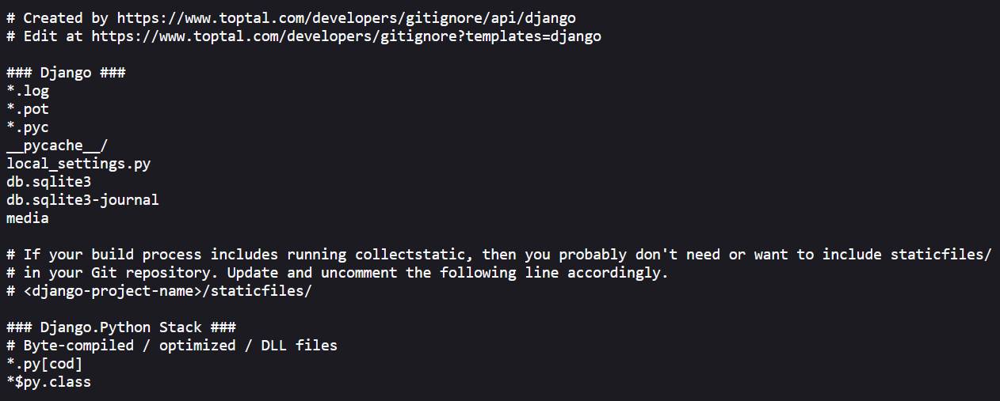 # Created by https://www.toptal.com/developers/gitignore/api/django
# Edit at https://www.toptal.com/developers/gitignore?templates=django
### Django ###
*.log
*.pot
*.pyc
__pycache__/
local_settings.py
db.sqlite3
db.sqlite3-journal
media
# If your build process includes running collectstatic, then you probably don't need or want to include staticfiles/
# in your Git repository. Update and uncomment the following line accordingly.
# <django-project-name>/staticfiles/
### Django.Python Stack ###
# Byte-compiled / optimized / DLL files
*.py[cod]
*$py.class